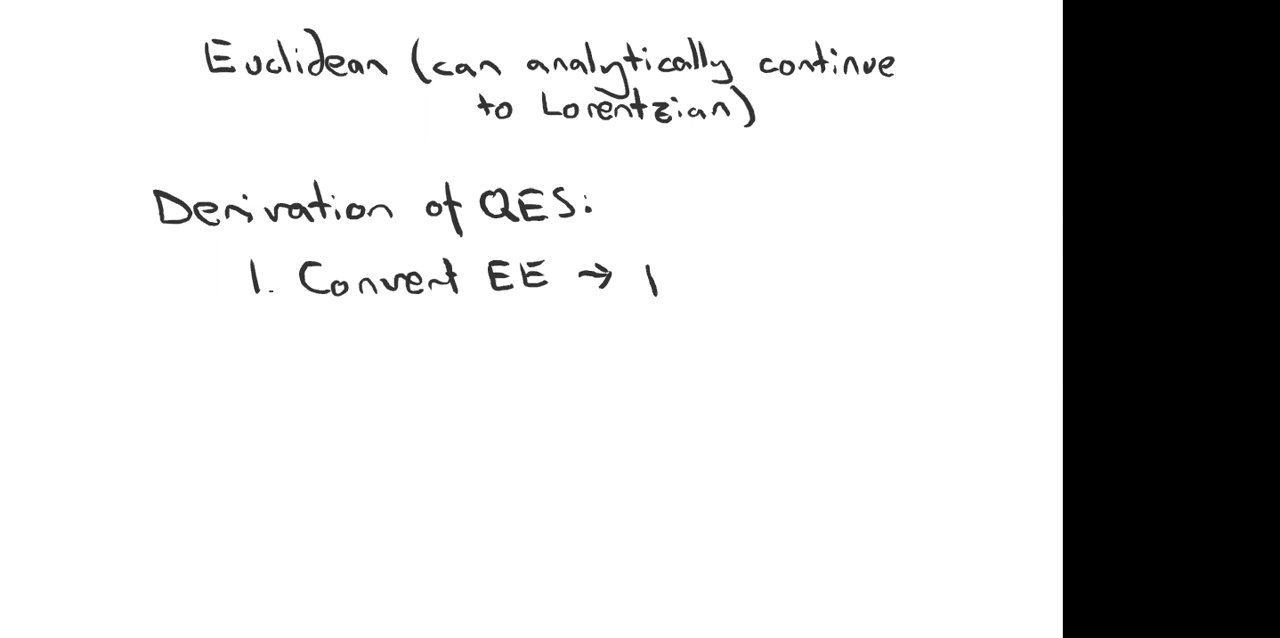 Euclidean (can analytically continue
to Lorentzian)
Derivation of QES:
1. Convert EE →